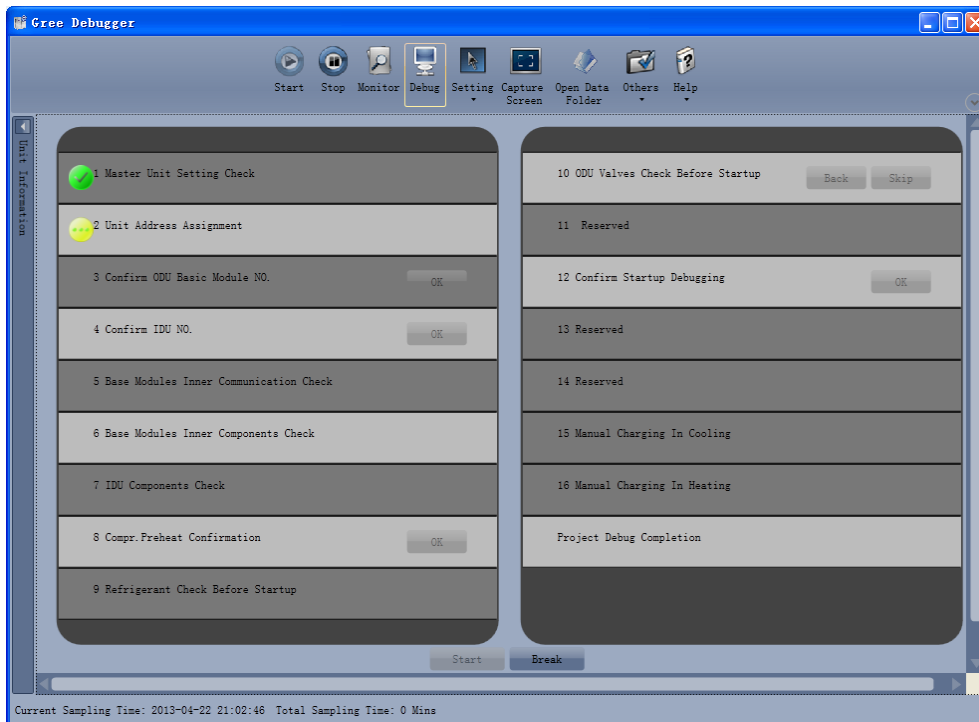 Gree Debugger
Start Stop Monitor Debug Setting Capture Screen Open Data Folder Others Help
Unit Information
1 Master Unit Setting Check
2 Unit Address Assignment
3 Confirm ODU Basic Module NO. OK
4 Confirm IDU NO. OK
5 Base Modules Inner Communication Check
6 Base Modules Inner Components Check
7 IDU Components Check
8 Compr.Preheat Confirmation OK
9 Refrigerant Check Before Startup
10 ODU Valves Check Before Startup Back Skip
11 Reserved
12 Confirm Startup Debugging OK
13 Reserved
14 Reserved
15 Manual Charging In Cooling
16 Manual Charging In Heating
Project Debug Completion
Start Break
Current Sampling Time: 2013-04-22 21:02:46 Total Sampling Time: 0 Mins